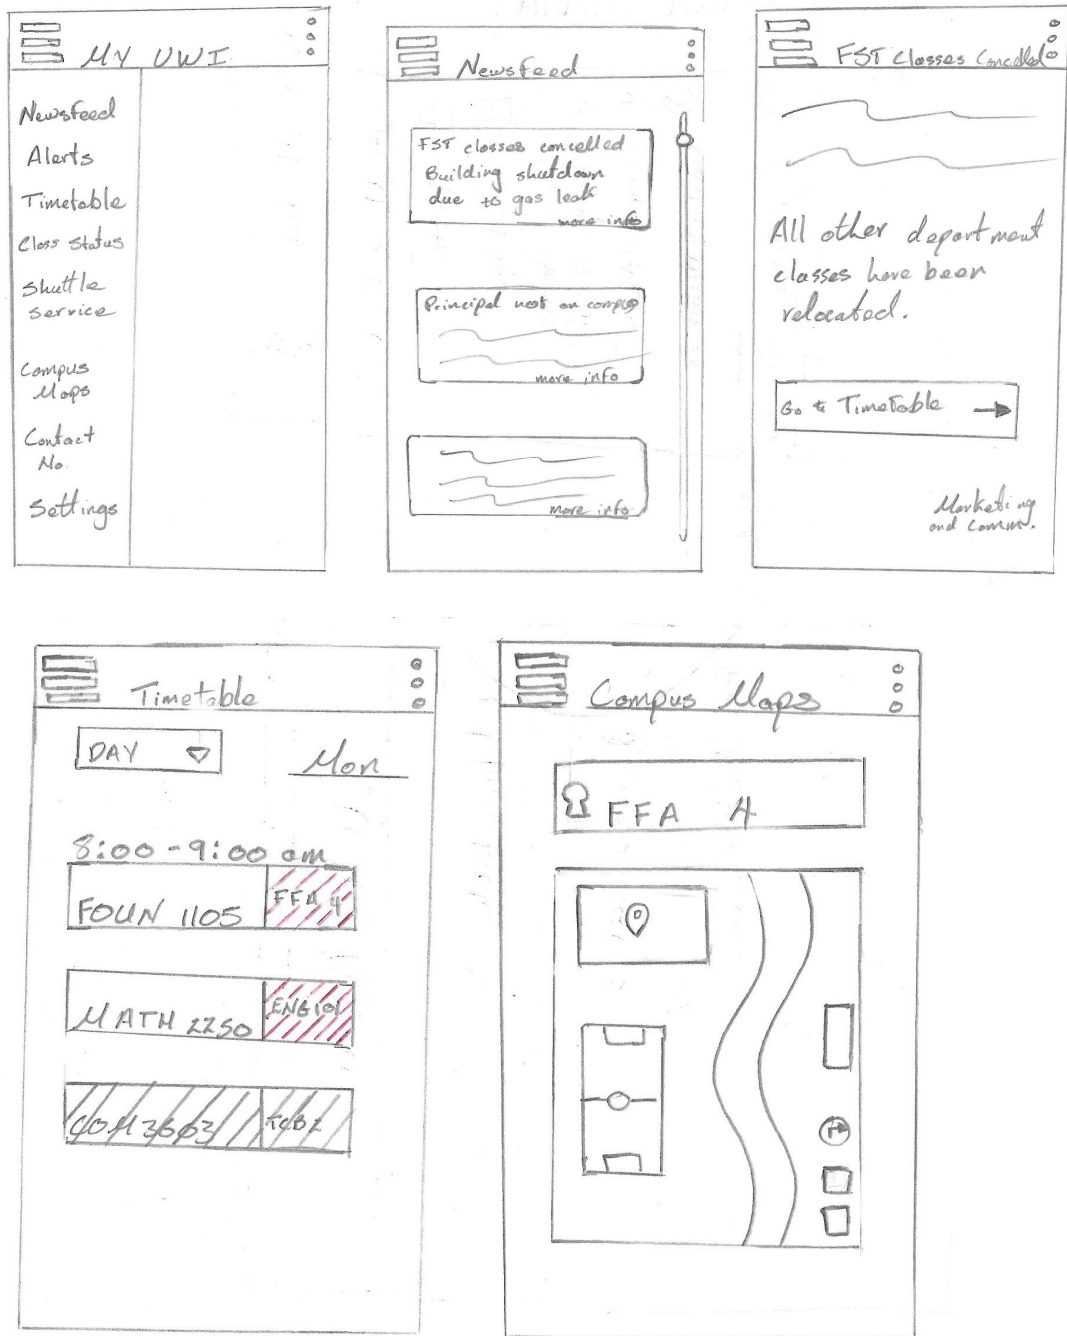 MY UWI
Newsfeed
Alerts
Timetable
Class Status
Shuttle
service
Campus
Maps
Contact
No.
Settings
Newsfeed
FST classes cancelled
Building shutdown
due to gas leak
more info
Principal not on campus
more info
more info
FST Classes Cancelled
All other department
classes have been
relocated.
Go to Timetable
Marketing
and comm.
Timetable
DAY
Mon
8:00 - 9:00 am
FOUN 1105
FFA 4
MATH 2250
ENG 101
Campus Maps
FFA 4